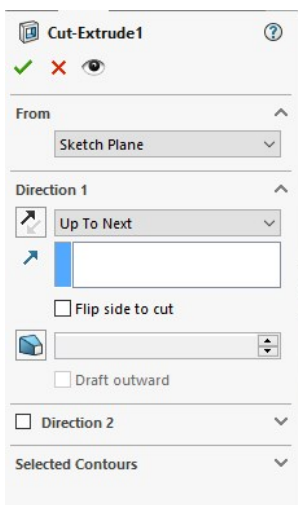 Cut-Extrude1
From
Sketch Plane
Direction 1
Up To Next
Flip side to cut
Draft outward
Direction 2
Selected Contours